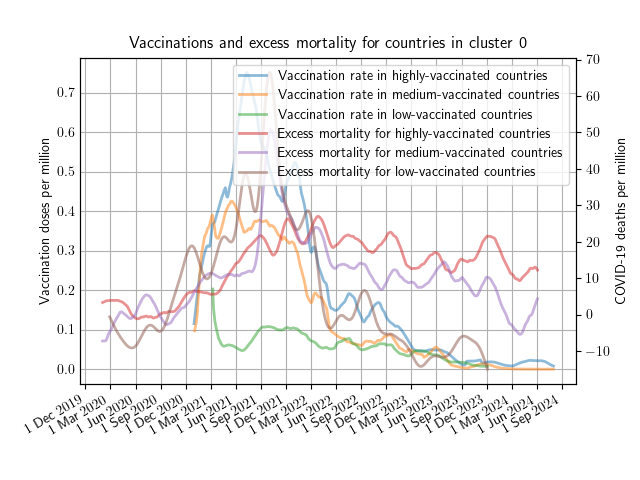 Vaccinations and excess mortality for countries in cluster 0
Vaccination rate in highly-vaccinated countries
Vaccination rate in medium-vaccinated countries
Vaccination rate in low-vaccinated countries
Excess mortality for highly-vaccinated countries
Excess mortality for medium-vaccinated countries
Excess mortality for low-vaccinated countries
Vaccination doses per million
0.7
0.6
0.5
0.4
0.3
0.2
0.1
0.0
COVID-19 deaths per million
70
60
50
40
30
20
10
0
−10
1 Dec 2019
1 Mar 2020
1 Jun 2020
1 Sep 2020
1 Dec 2020
1 Mar 2021
1 Jun 2021
1 Sep 2021
1 Dec 2021
1 Mar 2022
1 Jun 2022
1 Sep 2022
1 Dec 2022
1 Mar 2023
1 Jun 2023
1 Sep 2023
1 Dec 2023
1 Mar 2024
1 Jun 2024
1 Sep 2024